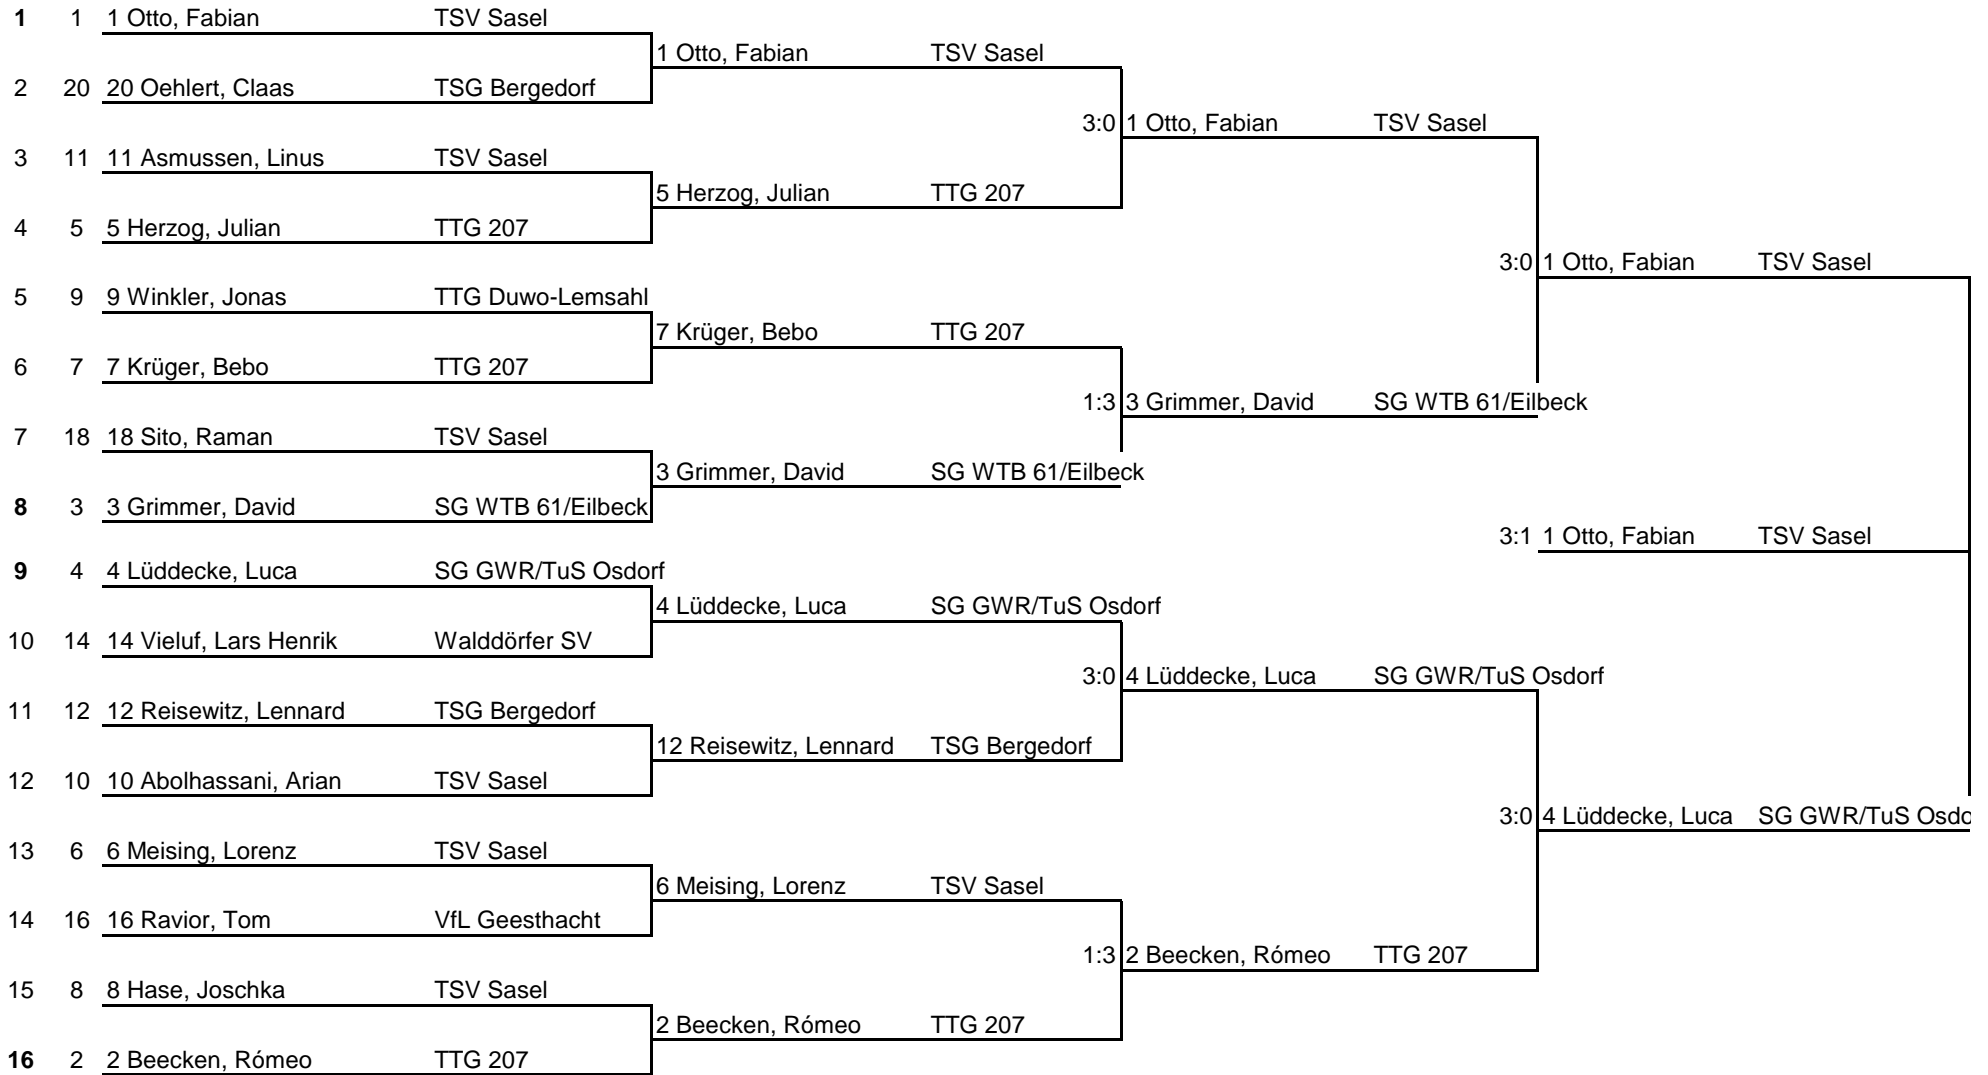 1 1 1 Otto, Fabian TSV Sasel
1 Otto, Fabian TSV Sasel
2 20 20 Oehlert, Claas TSG Bergedorf
3:0 1 Otto, Fabian TSV Sasel
3 11 11 Asmussen, Linus TSV Sasel
5 Herzog, Julian TTG 207
4 5 5 Herzog, Julian TTG 207
3:0 1 Otto, Fabian TSV Sasel
5 9 9 Winkler, Jonas TTG Duwo-Lemsahl
7 Krüger, Bebo TTG 207
6 7 7 Krüger, Bebo TTG 207
1:3 3 Grimmer, David SG WTB 61/Eilbeck
7 18 18 Sito, Raman TSV Sasel
3 Grimmer, David SG WTB 61/Eilbeck
8 3 3 Grimmer, David SG WTB 61/Eilbeck
3:1 1 Otto, Fabian TSV Sasel
9 4 4 Lüddecke, Luca SG GWR/TuS Osdorf
4 Lüddecke, Luca SG GWR/TuS Osdorf
10 14 14 Vieluf, Lars Henrik Walddörfer SV
3:0 4 Lüddecke, Luca SG GWR/TuS Osdorf
11 12 12 Reisewitz, Lennard TSG Bergedorf
12 Reisewitz, Lennard TSG Bergedorf
12 10 10 Abolhassani, Arian TSV Sasel
3:0 4 Lüddecke, Luca SG GWR/TuS Osdo
13 6 6 Meising, Lorenz TSV Sasel
6 Meising, Lorenz TSV Sasel
14 16 16 Ravior, Tom VfL Geesthacht
1:3 2 Beecken, Rómeo TTG 207
15 8 8 Hase, Joschka TSV Sasel
2 Beecken, Rómeo TTG 207
16 2 2 Beecken, Rómeo TTG 207